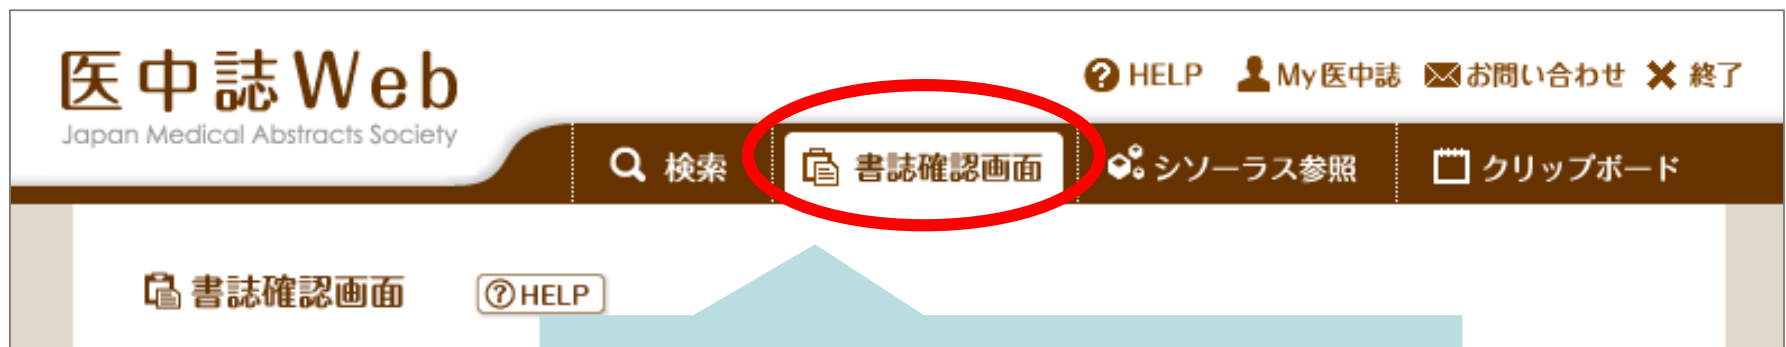 医中誌Web
Japan Medical Abstracts Society
HELP My医中誌 お問い合わせ 終了
検索 書誌確認画面 シソーラス参照 クリップボード
書誌確認画面 HELP